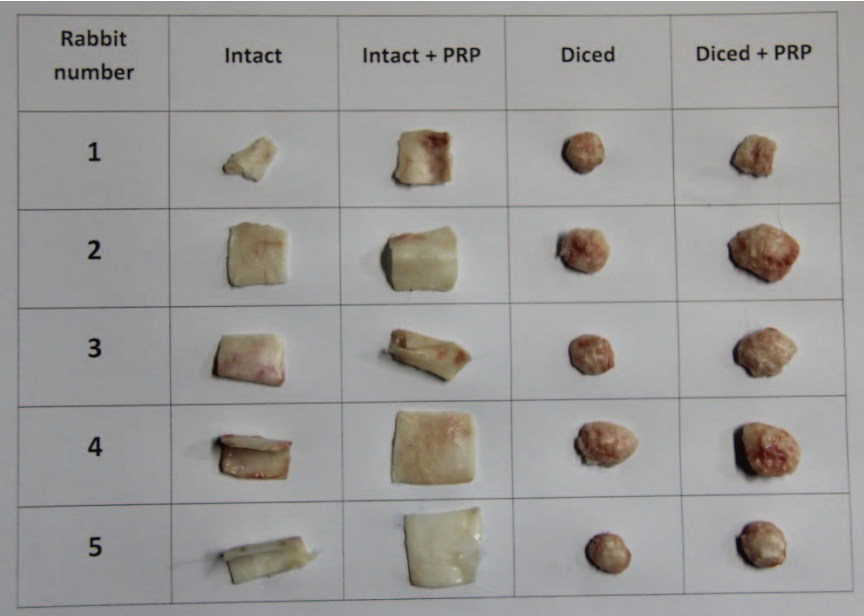 Rabbit
number
Intact
Intact + PRP
Diced
Diced + PRP
1
2
3
4
5